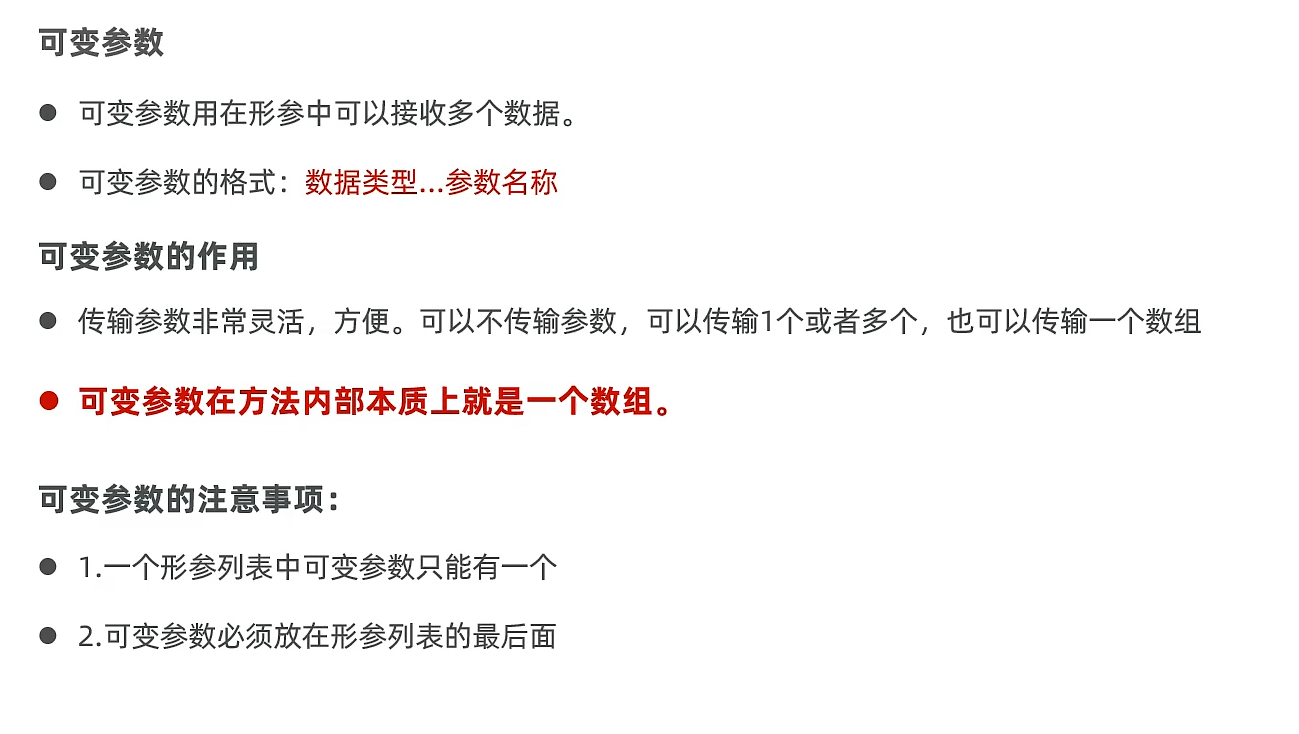 可变参数
● 可变参数用在形参中可以接收多个数据。
● 可变参数的格式：数据类型...参数名称
可变参数的作用
● 传输参数非常灵活，方便。可以不传输参数，可以传输1个或者多个，也可以传输一个数组
● 可变参数在方法内部本质上就是一个数组。
可变参数的注意事项：
● 1.一个形参列表中可变参数只能有一个
● 2.可变参数必须放在形参列表的最后面